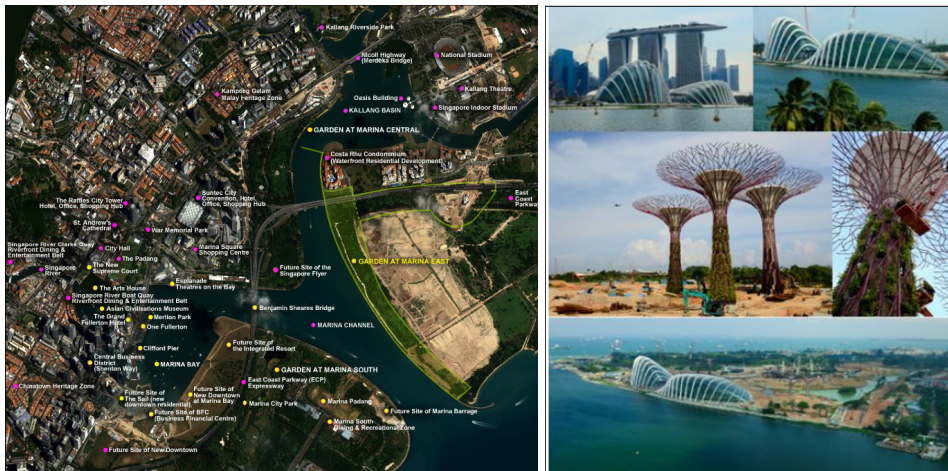 Kallang Riverside Park
Nicoll Highway
(Merdeka Bridge)
National Stadium
Kampong Gelam
Malay Heritage Zone
Oasis Building
Kallang Theatre
KALLANG BASIN
Singapore Indoor Stadium
GARDEN AT MARINA CENTRAL
Costa Rhu Condominium
(Waterfront Residential Development)
The Raffles City Tower
Hotel, Office, Shopping Hub
Suntec City
Convention, Hotel,
Office, Shopping Hub
East
Coast
Parkway
St. Andrew's
Cathedral
War Memorial Park
Singapore River Clarke Quay
Riverfront Dining &
Entertainment Belt
City Hall
Marina Square
Shopping Centre
The Padang
GARDEN AT MARINA EAST
Singapore
River
The New
Supreme Court
Future Site of the
Singapore Flyer
The Arts House
Esplanade
Theatres on the Bay
Singapore River Boat Quay
Riverfront Dining & Entertainment Belt
Asian Civilisations Museum
Benjamin Sheares Bridge
The Grand
Fullerton Hotel
Merlion Park
One Fullerton
MARINA CHANNEL
Clifford Pier
Future Site of
the Integrated Resort
Central Business
District
(Shenton Way)
MARINA BAY
GARDEN AT MARINA SOUTH
Chinatown Heritage Zone
East Coast Parkway (ECP)
Expressway
Future Site of
The Sail (new
downtown residential)
Future Site of
New Downtown
at Marina Bay
Marina City Park
Marina Padang
Future Site of Marina Barrage
Future Site of BFC
(Business Financial Centre)
Marina South
Dining & Recreational Zone
Future Site of New Downtown